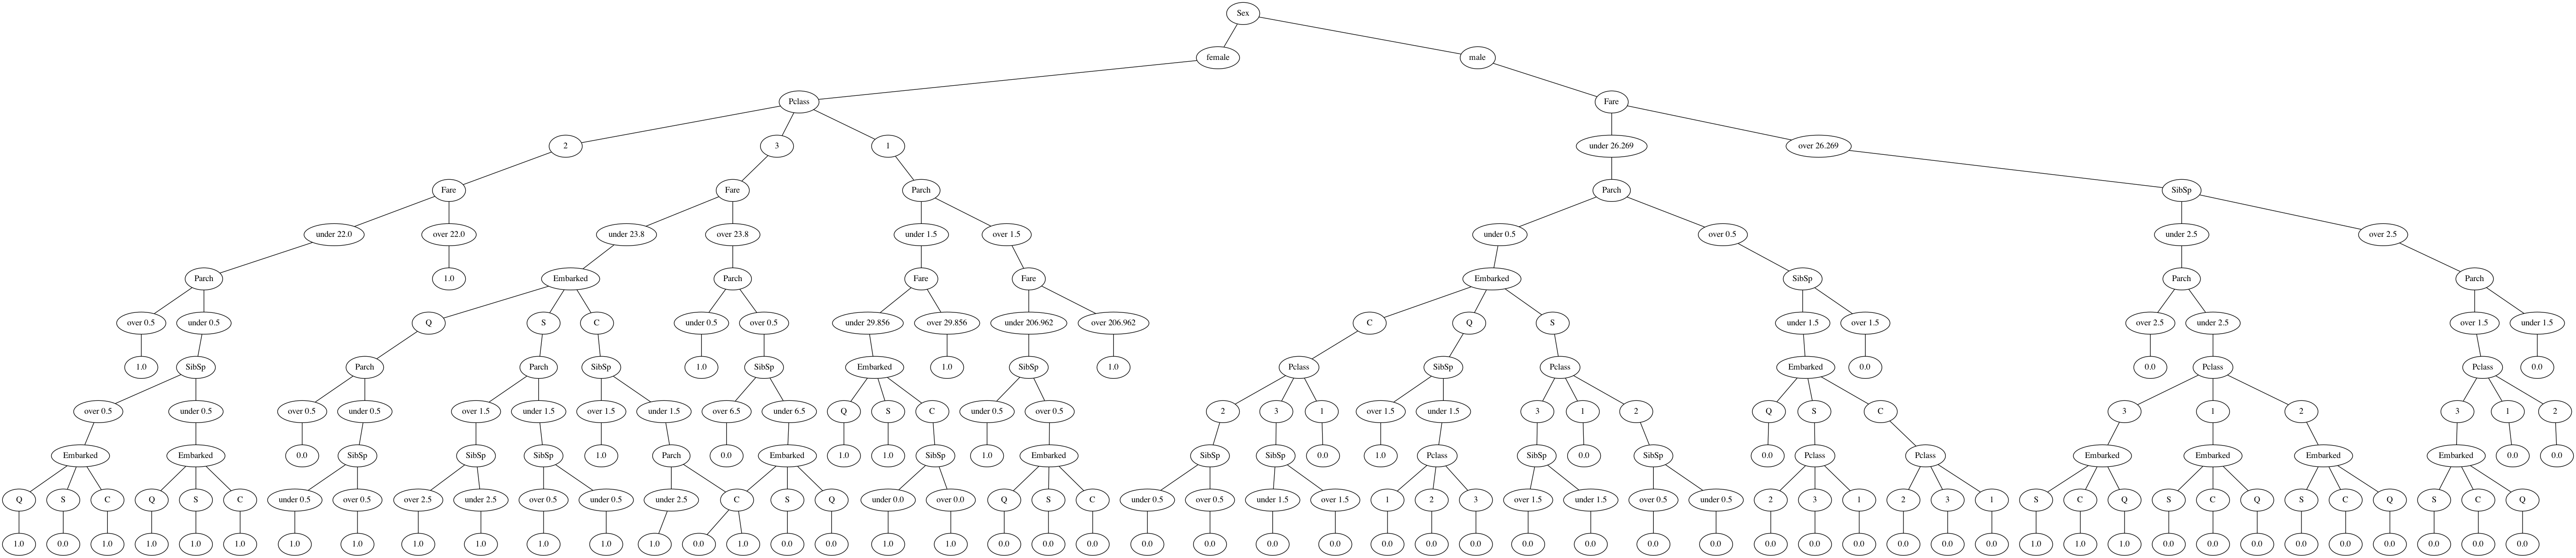 Sex
female male
Pclass Fare
2 3 1 under 26.269 over 26.269
Fare Fare Parch Parch SibSp
under 22.0 over 22.0 under 23.8 over 23.8 under 1.5 over 1.5 under 0.5 over 0.5 under 2.5 over 2.5
Parch 1.0 Embarked Parch Fare Fare Embarked SibSp Parch Parch
over 0.5 under 0.5 Q S C under 0.5 over 0.5 under 29.856 over 29.856 under 206.962 over 206.962 C Q S under 1.5 over 1.5 over 2.5 under 2.5 over 1.5 under 1.5
1.0 SibSp Parch Parch SibSp 1.0 SibSp Embarked 1.0 SibSp 1.0 Pclass SibSp Pclass Embarked 0.0 0.0 Pclass Pclass 0.0
over 0.5 under 0.5 over 0.5 under 0.5 over 1.5 under 1.5 over 1.5 under 1.5 over 6.5 under 6.5 Q S C under 0.5 over 0.5 2 3 1 over 1.5 under 1.5 3 1 2 Q S C 3 1 2 3 1 2
Embarked Embarked 0.0 SibSp SibSp SibSp 1.0 Parch 0.0 Embarked 1.0 1.0 SibSp 1.0 Embarked SibSp SibSp 0.0 1.0 Pclass SibSp 0.0 SibSp 0.0 Pclass Pclass Embarked Embarked Embarked Embarked 0.0 0.0
Q S C Q S C under 0.5 over 0.5 over 2.5 under 2.5 over 0.5 under 0.5 under 2.5 C S Q under 0.0 over 0.0 Q S C under 0.5 over 0.5 under 1.5 over 1.5 1 2 3 over 1.5 under 1.5 over 0.5 under 0.5 2 3 1 2 3 1 S C Q S C Q S C Q S C Q
1.0 0.0 1.0 1.0 1.0 1.0 1.0 1.0 1.0 1.0 1.0 1.0 1.0 0.0 1.0 0.0 0.0 1.0 1.0 0.0 0.0 0.0 0.0 0.0 0.0 0.0 0.0 0.0 0.0 0.0 0.0 0.0 0.0 0.0 0.0 0.0 0.0 0.0 0.0 1.0 1.0 1.0 0.0 0.0 0.0 0.0 0.0 0.0 0.0 0.0 0.0